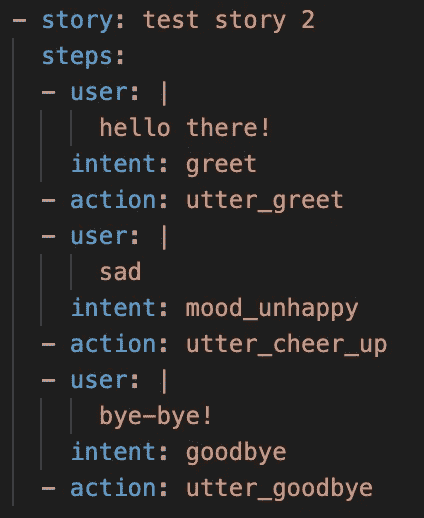 - story: test story 2
  steps:
  - user: |
      hello there!
    intent: greet
  - action: utter_greet
  - user: |
      sad
    intent: mood_unhappy
  - action: utter_cheer_up
  - user: |
      bye-bye!
    intent: goodbye
  - action: utter_goodbye